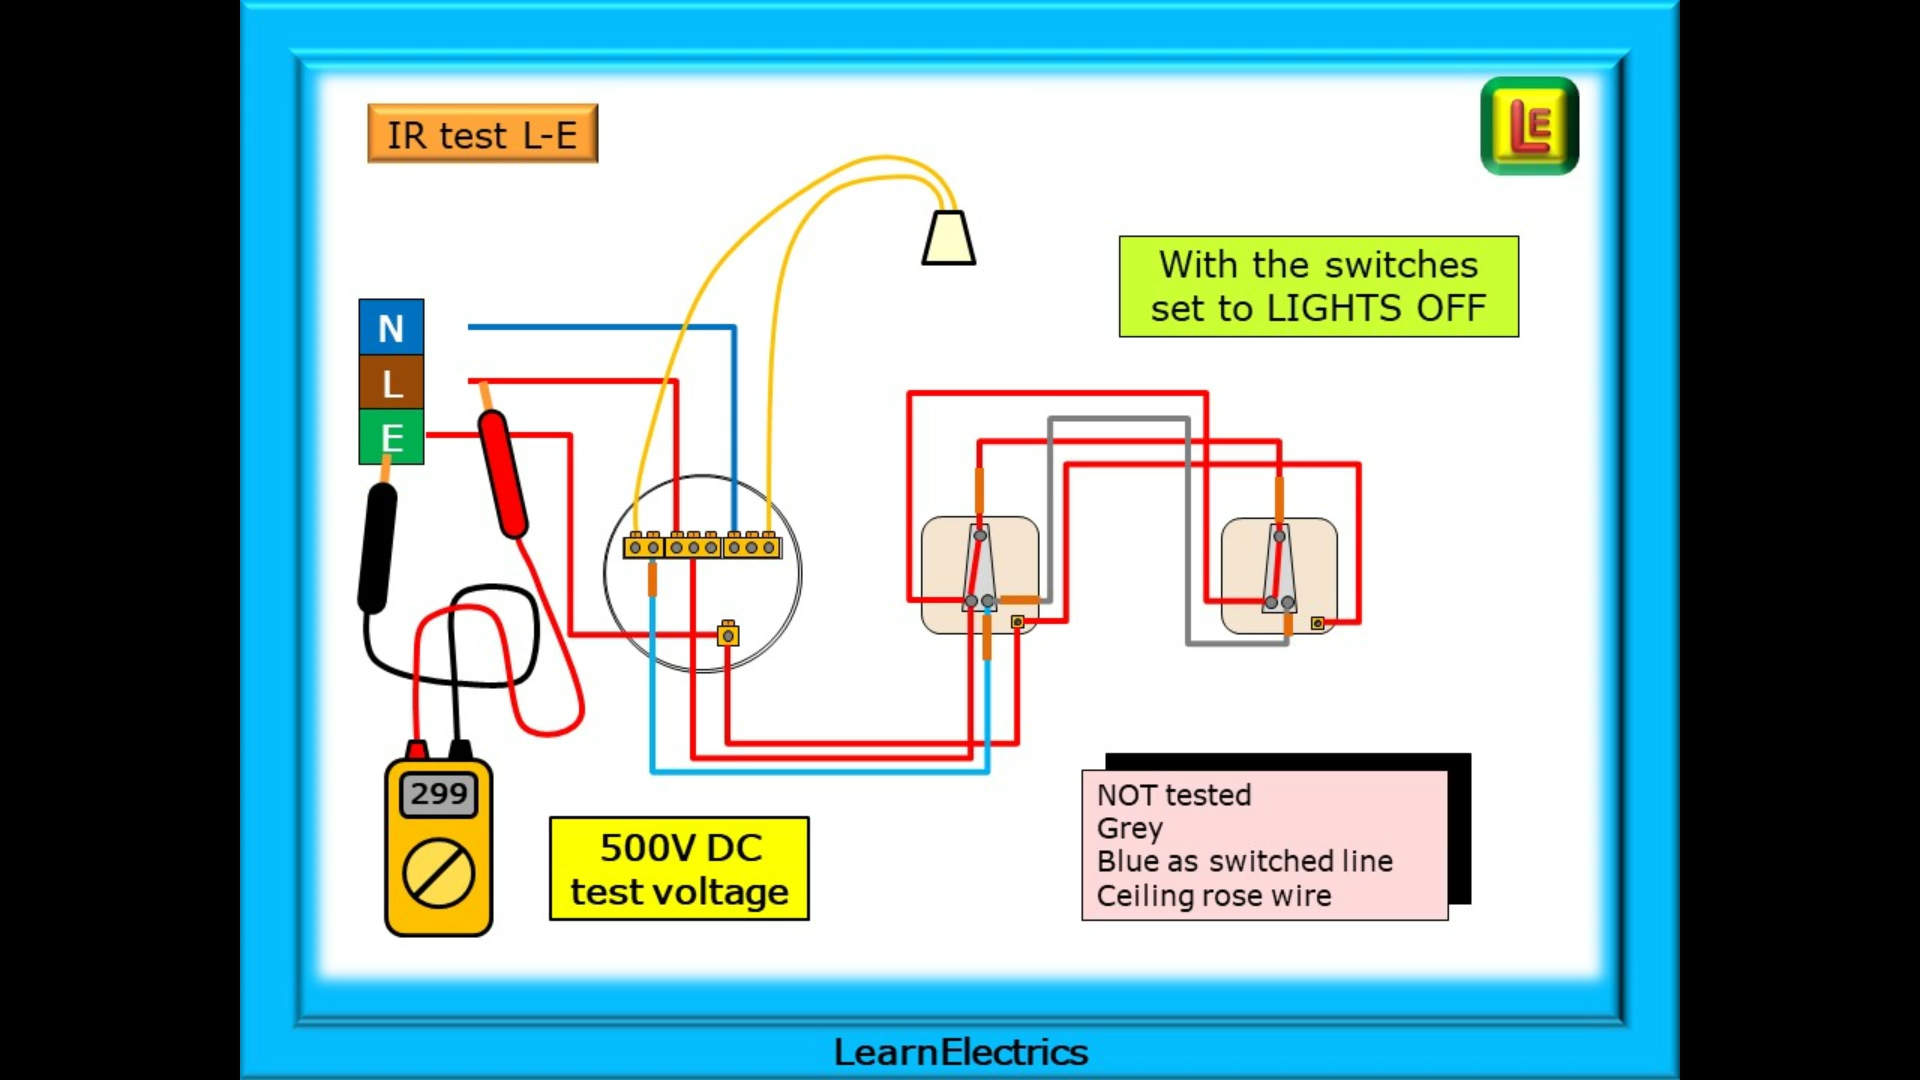 IR test L-E
LE
With the switches
set to LIGHTS OFF
N
L
E
299
500V DC
test voltage
NOT tested
Grey
Blue as switched line
Ceiling rose wire
LearnElectrics